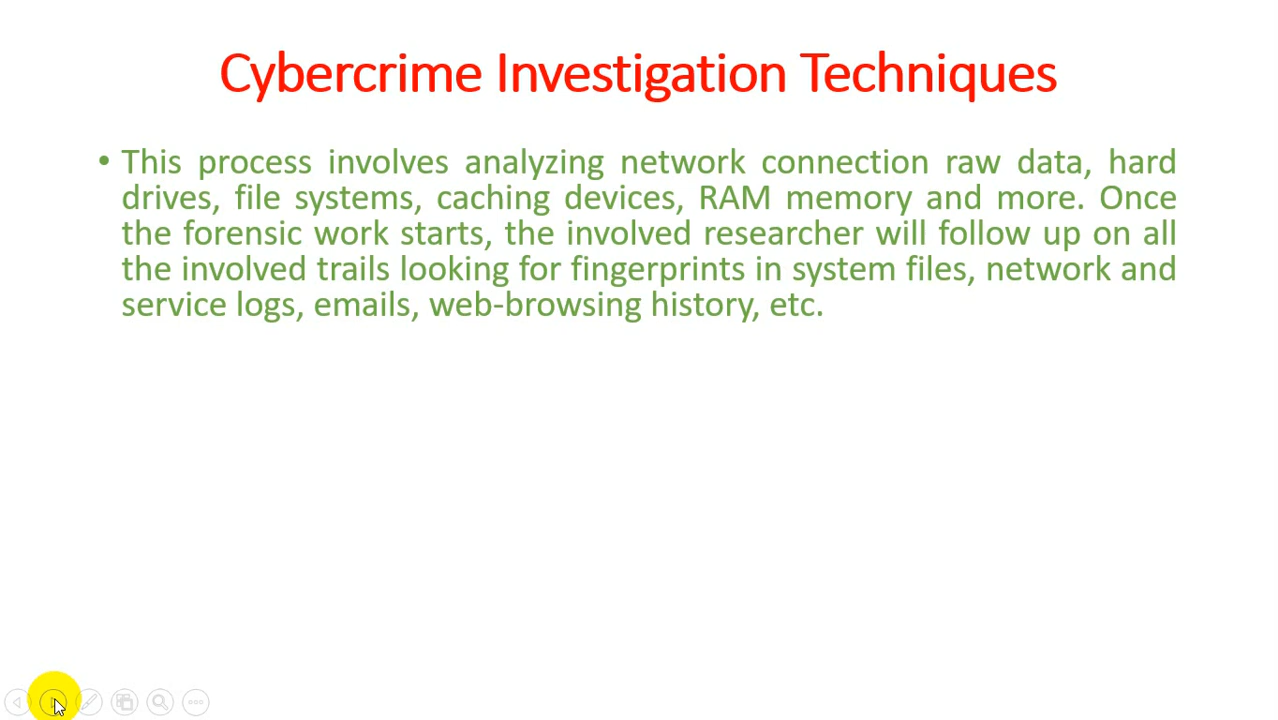 Cybercrime Investigation Techniques
• This process involves analyzing network connection raw data, hard
drives, file systems, caching devices, RAM memory and more. Once
the forensic work starts, the involved researcher will follow up on all
the involved trails looking for fingerprints in system files, network and
service logs, emails, web-browsing history, etc.